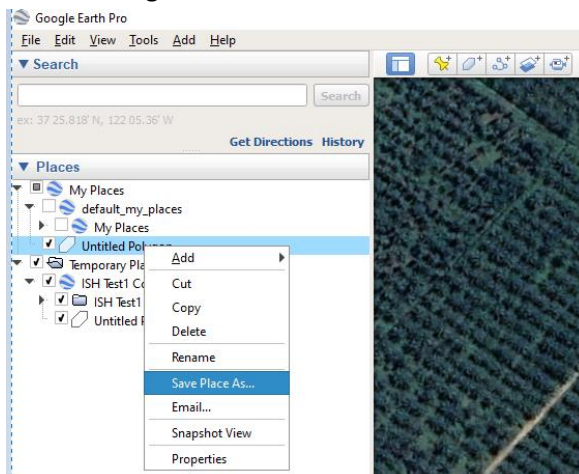 Google Earth Pro
File Edit View Tools Add Help
Search
Search
ex: 37 25.818' N, 122 05.36' W
Get Directions History
Places
My Places
default_my_places
My Places
Untitled Polygon
Temporary Pla
ISH Test1 Co
ISH Test1
Untitled P
Add
Cut
Copy
Delete
Rename
Save Place As...
Email...
Snapshot View
Properties